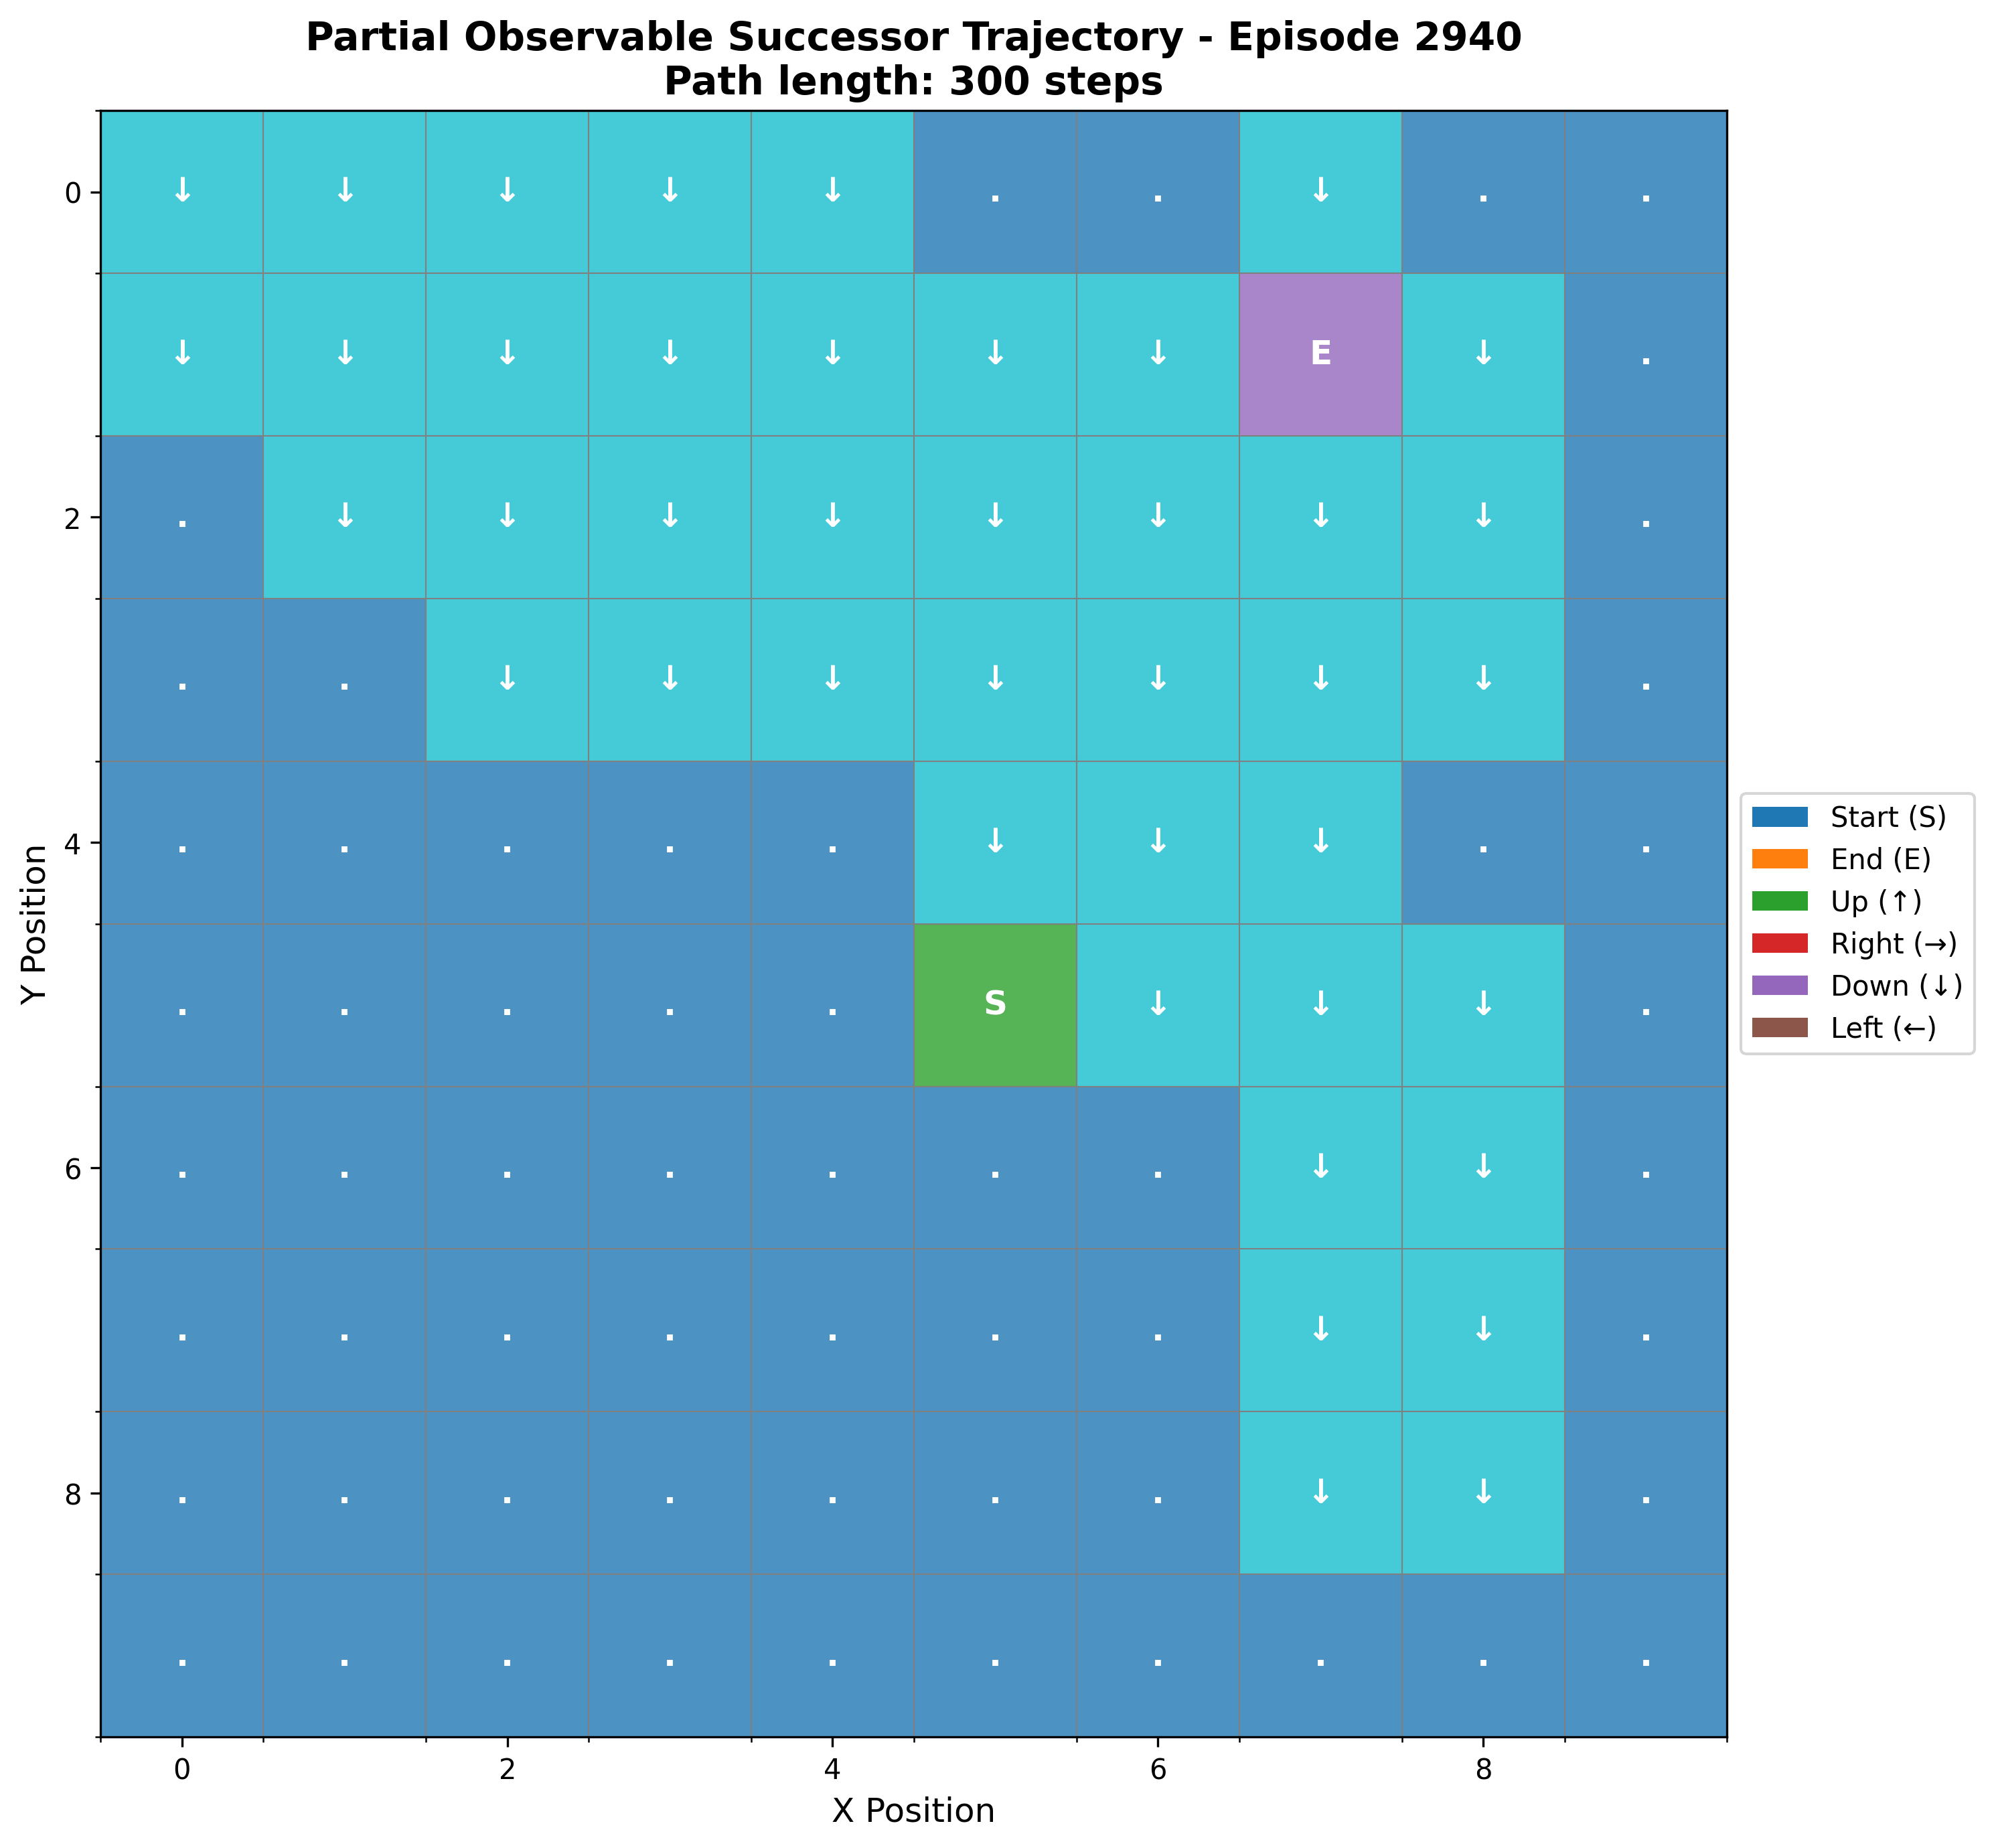 Partial Observable Successor Trajectory - Episode 2940
Path length: 300 steps
0 ↓ ↓ ↓ ↓ ↓ . . ↓ . .
↓ ↓ ↓ ↓ ↓ ↓ ↓ E ↓ .
2 . ↓ ↓ ↓ ↓ ↓ ↓ ↓ ↓ .
. . ↓ ↓ ↓ ↓ ↓ ↓ ↓ .
4 . . . . . ↓ ↓ ↓ . .
. . . . . S ↓ ↓ ↓ .
6 . . . . . . . ↓ ↓ .
. . . . . . . ↓ ↓ .
8 . . . . . . . ↓ ↓ .
. . . . . . . . . .
0 2 4 6 8
X Position
Y Position
Start (S)
End (E)
Up (↑)
Right (→)
Down (↓)
Left (←)